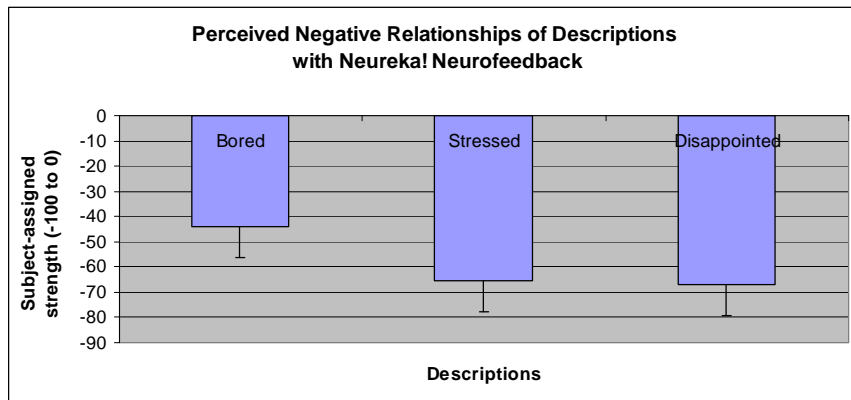 Perceived Negative Relationships of Descriptions
with Neureka! Neurofeedback
Subject-assigned
strength (-100 to 0)
0
-10
-20
-30
-40
-50
-60
-70
-80
-90
Bored
Stressed
Disappointed
Descriptions